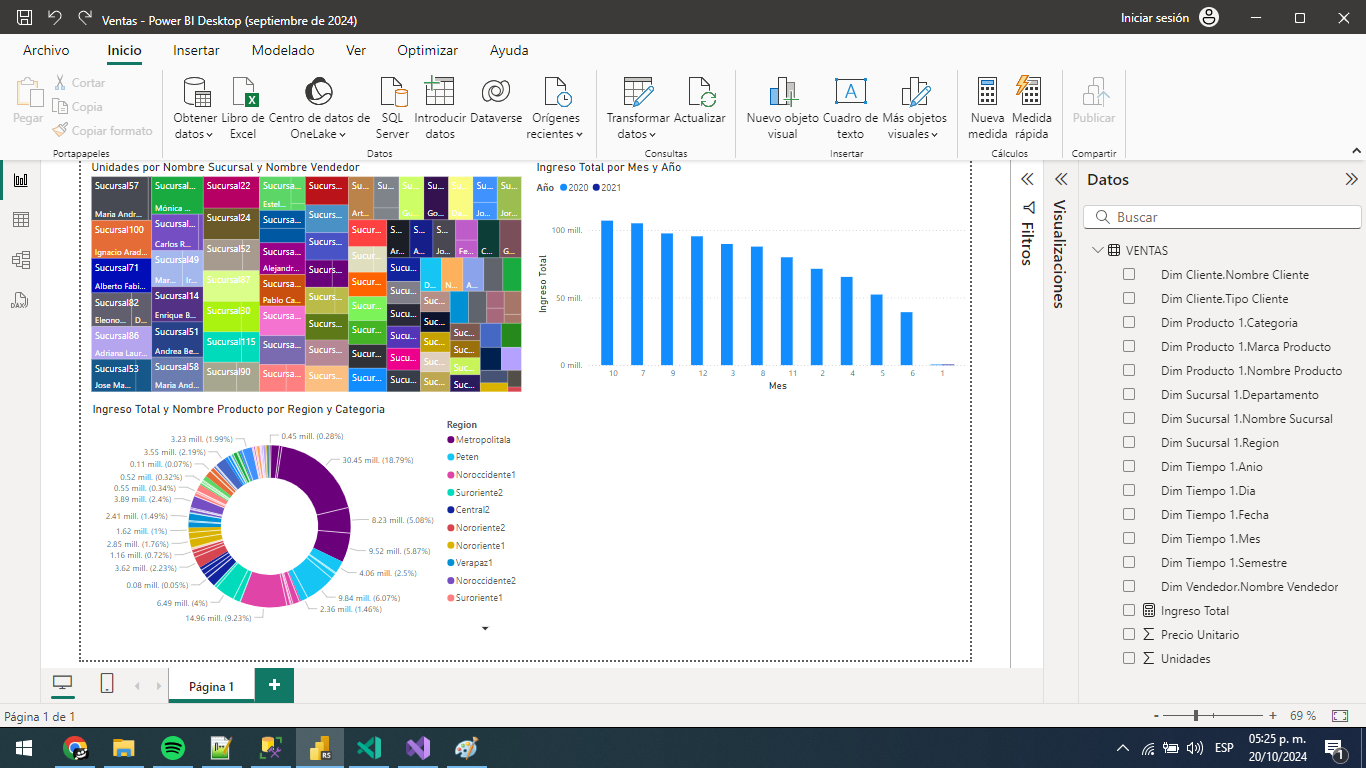 Ventas - Power BI Desktop (septiembre de 2024)
Iniciar sesión
Archivo Inicio Insertar Modelado Ver Optimizar Ayuda
Pegar
Cortar
Copia
Copiar formato
Portapapeles
Obtener datos
Libro de Excel
Centro de datos de OneLake
SQL Server
Introducir datos
Dataverse
Orígenes recientes
Datos
Transformar datos
Actualizar
Consultas
Nuevo objeto visual
Cuadro de texto
Más objetos visuales
Insertar
Nueva medida
Medida rápida
Cálculos
Publicar
Compartir
DAX
Unidades por Nombre Sucursal y Nombre Vendedor
Sucursal57
Maria Andr...
Sucursal100
Ignacio Arad...
Sucursal71
Alberto Fabi...
Sucursal82
Eleono... D...
Sucursal86
Adriana Laur...
Sucursal53
Jose Ma...
Sucursal...
Mónica ...
Sucursal...
Carlos R...
Sucursal49
Mar... Ir...
Sucursal14
Enrique B...
Sucursal51
Andrea Be...
Sucursal58
Maria And...
Sucursal22
Sucursal24
Sucursal52
Sucursal30
Sucursal115
Sucursal90
Sucursa...
Estel...
Sucursa...
Sucursa...
Alejandr...
Sucursa...
Pablo Ca...
Sucursa...
Sucursa...
Sucursa...
Ingreso Total por Mes y Año
Año 2020 2021
Ingreso Total
100 mill.
50 mill.
0 mill.
10 7 9 12 3 8 11 2 4 5 6 1
Mes
Ingreso Total y Nombre Producto por Region y Categoria
0.45 mill. (0.28%)
30.45 mill. (18.79%)
8.23 mill. (5.08%)
9.52 mill. (5.87%)
4.06 mill. (2.5%)
9.84 mill. (6.07%)
2.36 mill. (1.46%)
14.96 mill. (9.23%)
6.49 mill. (4%)
0.08 mill. (0.05%)
3.62 mill. (2.23%)
1.16 mill. (0.72%)
2.85 mill. (1.76%)
1.62 mill. (1%)
2.41 mill. (1.49%)
3.89 mill. (2.4%)
0.55 mill. (0.34%)
0.52 mill. (0.32%)
0.11 mill. (0.07%)
3.55 mill. (2.19%)
3.23 mill. (1.99%)
Region
Metropolitala
Peten
Noroccidente1
Suroriente2
Central2
Nororiente2
Nororiente1
Verapaz1
Noroccidente2
Suroriente1
Filtros
Visualizaciones
Datos
Buscar
VENTAS
Dim Cliente.Nombre Cliente
Dim Cliente.Tipo Cliente
Dim Producto 1.Categoria
Dim Producto 1.Marca Producto
Dim Producto 1.Nombre Producto
Dim Sucursal 1.Departamento
Dim Sucursal 1.Nombre Sucursal
Dim Sucursal 1.Region
Dim Tiempo 1.Anio
Dim Tiempo 1.Dia
Dim Tiempo 1.Fecha
Dim Tiempo 1.Mes
Dim Tiempo 1.Semestre
Dim Vendedor.Nombre Vendedor
Ingreso Total
Precio Unitario
Unidades
Página 1
Página 1 de 1
69 %
RS
ESP
05:25 p. m.
20/10/2024
1